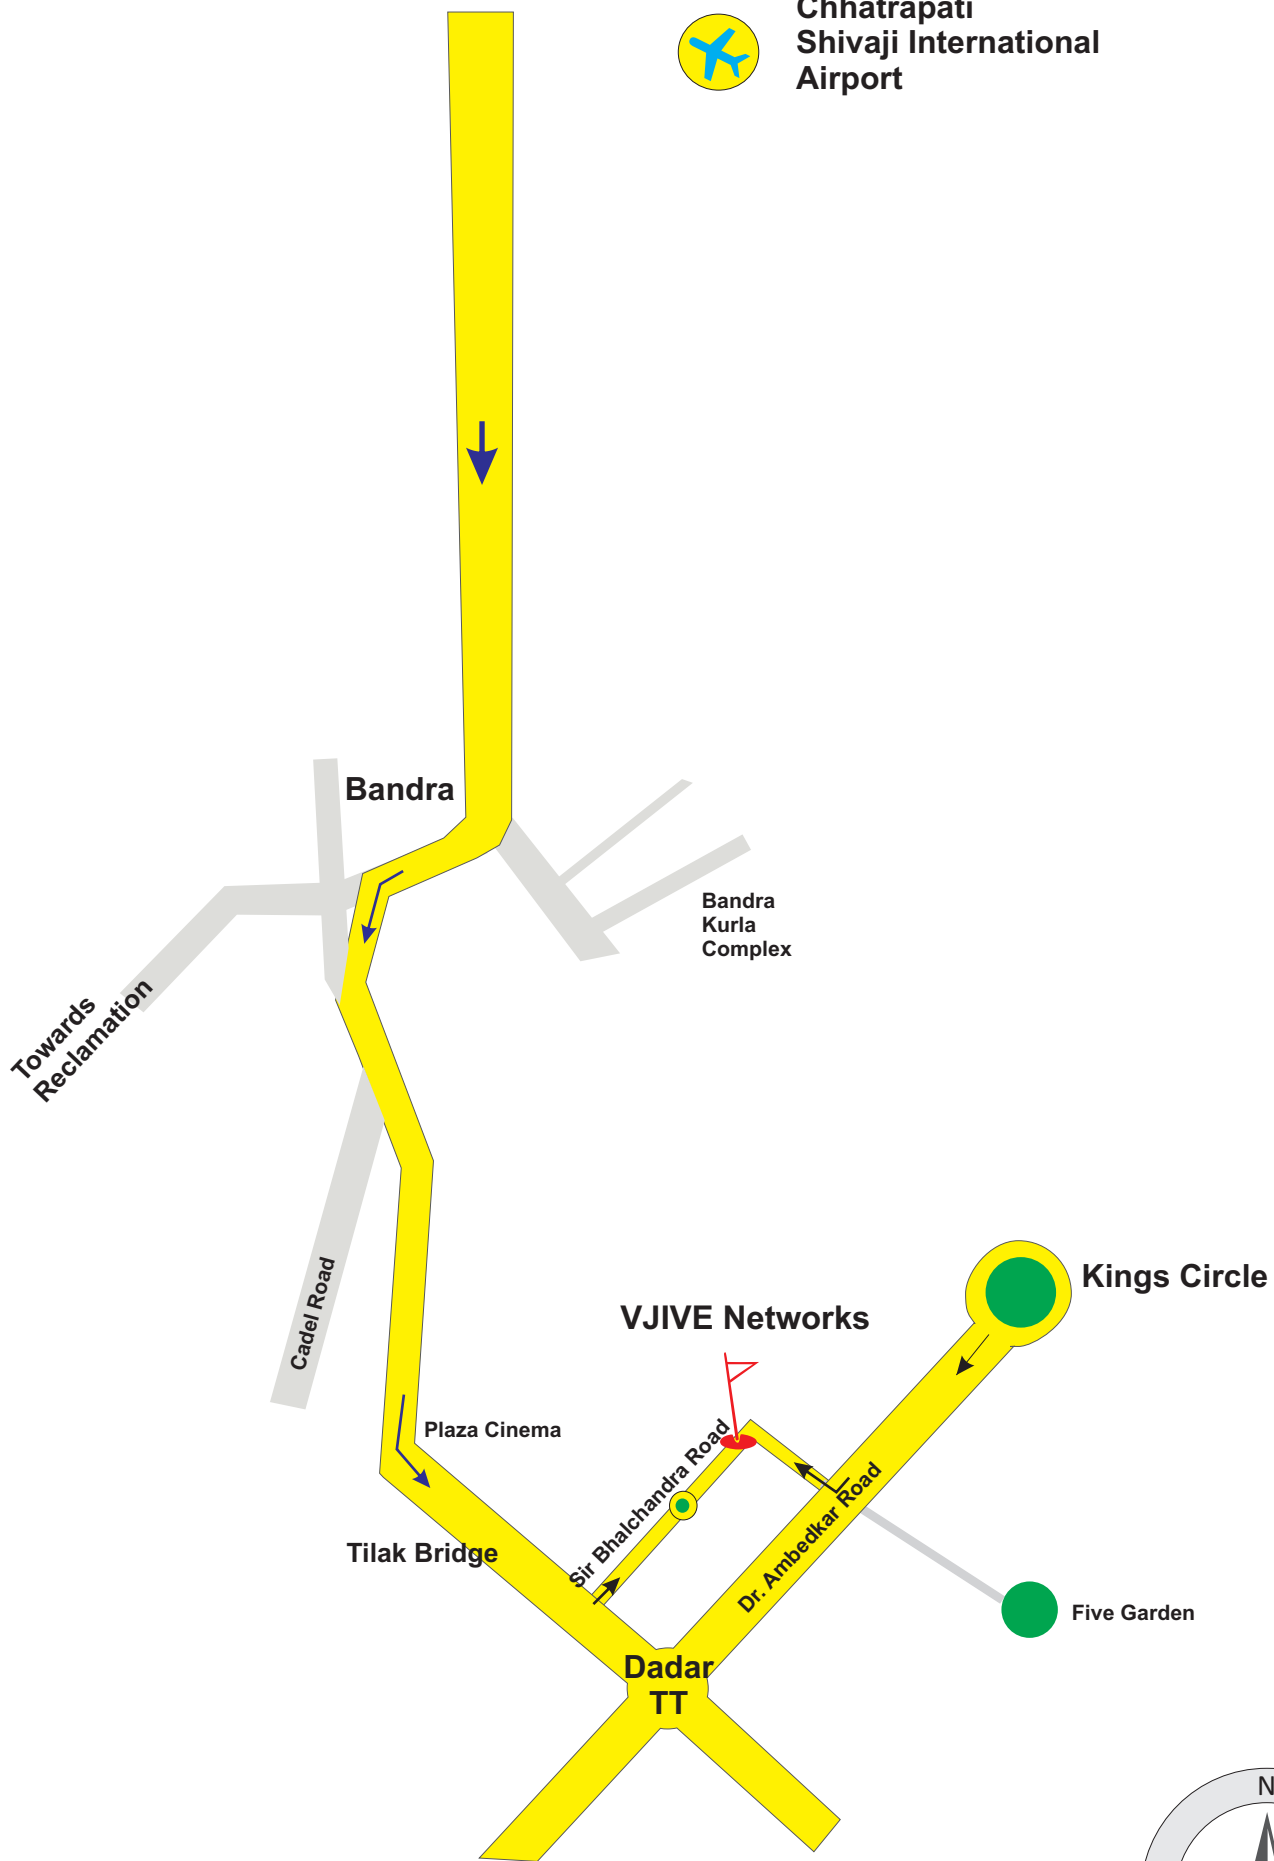 Chhatrapati
Shivaji International
Airport
Bandra
Bandra
Kurla
Complex
Towards
Reclamation
Cadel Road
Kings Circle
VJIVE Networks
Plaza Cinema
Sir Bhalchandra Road
Dr. Ambedkar Road
Tilak Bridge
Five Garden
Dadar
TT
N